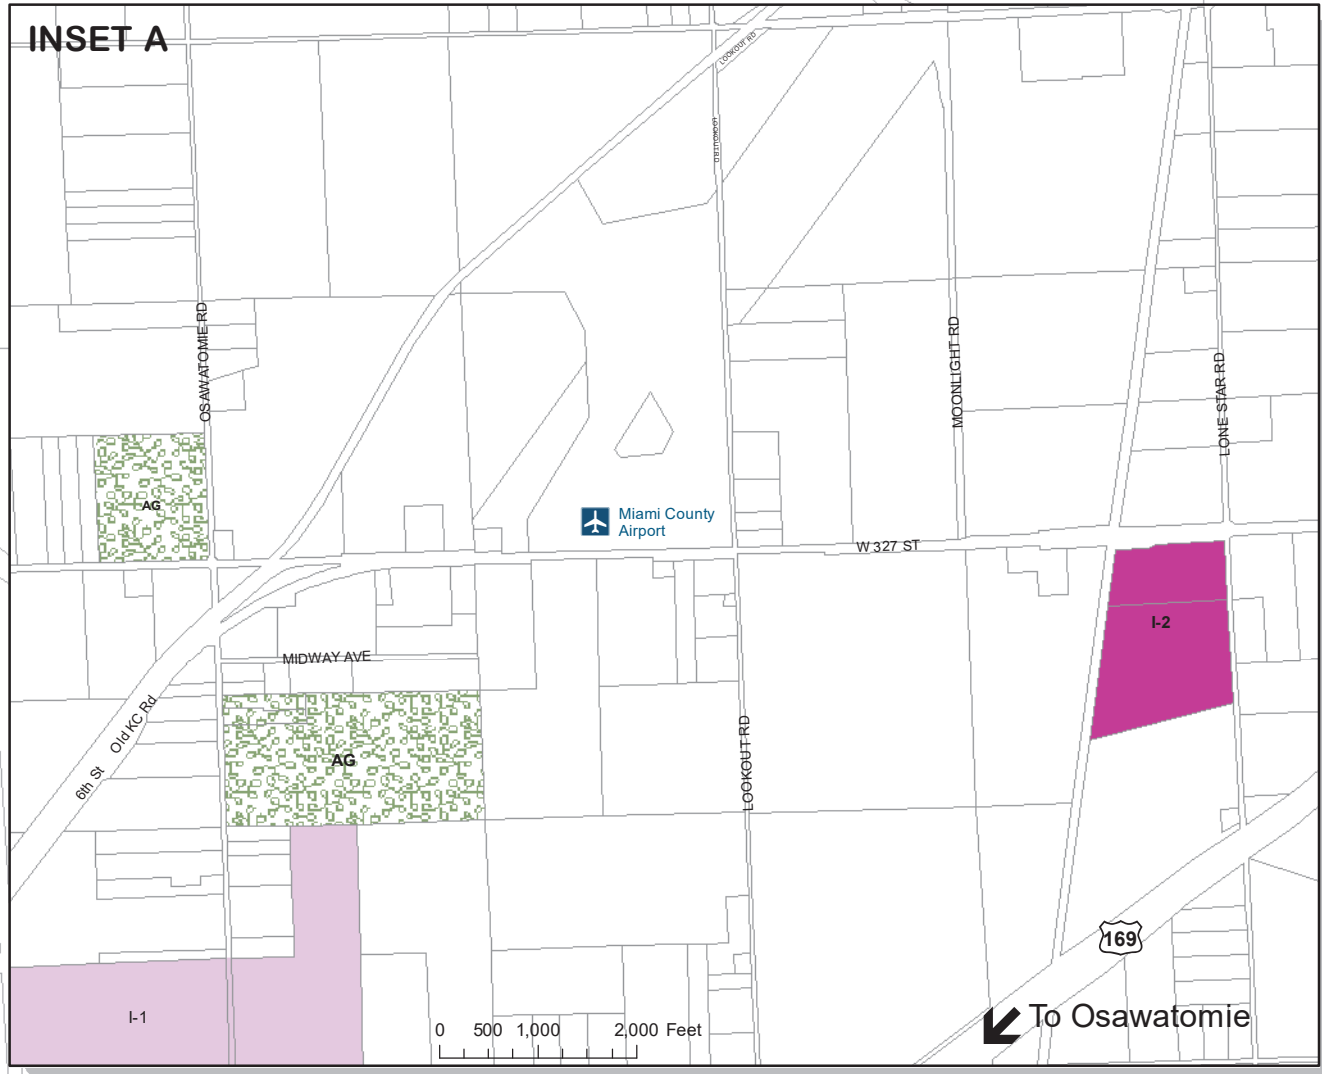 INSET A
LOOKOUT RD
LOOKOUT RD
OSAWATOMIE RD
MOONLIGHT RD
LONE STAR RD
AG
Miami County
Airport
W 327 ST
I-2
MIDWAY AVE
Old KC Rd
6th St
AG
LOOKOUT RD
169
I-1
To Osawatomie
0 500 1,000 2,000 Feet